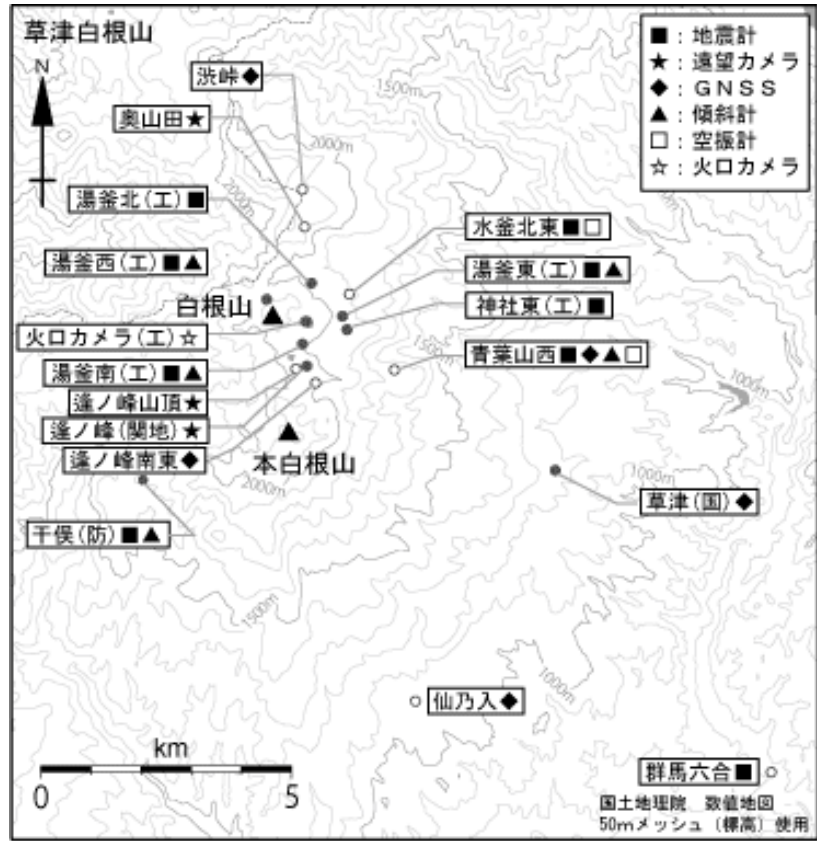 草津白根山
N
■：地震計
★：遠望カメラ
◆：ＧＮＳＳ
▲：傾斜計
□：空振計
☆：火口カメラ
渋峠◆
奥山田★
湯釜北(工)■
湯釜西(工)■▲
白根山
火口カメラ(工)☆
湯釜南(工)■▲
逢ノ峰山頂★
逢ノ峰(関地)★
逢ノ峰南東◆
本白根山
干俣(防)■▲
水釜北東■□
湯釜東(工)■▲
神社東(工)■
青葉山西■◆▲□
草津(国)◆
仙乃入◆
群馬六合■
1500m
2000m
2000m
1500m
1000m
1000m
2000m
1500m
1000m
km
0 5
国土地理院 数値地図
50mメッシュ（標高）使用